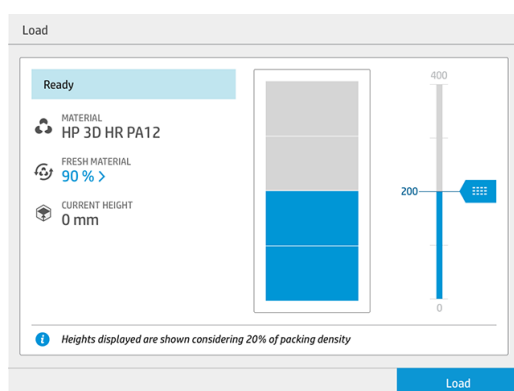 Load
Ready
MATERIAL
HP 3D HR PA12
FRESH MATERIAL
90 % >
CURRENT HEIGHT
0 mm
400
200
0
i Heights displayed are shown considering 20% of packing density
Load